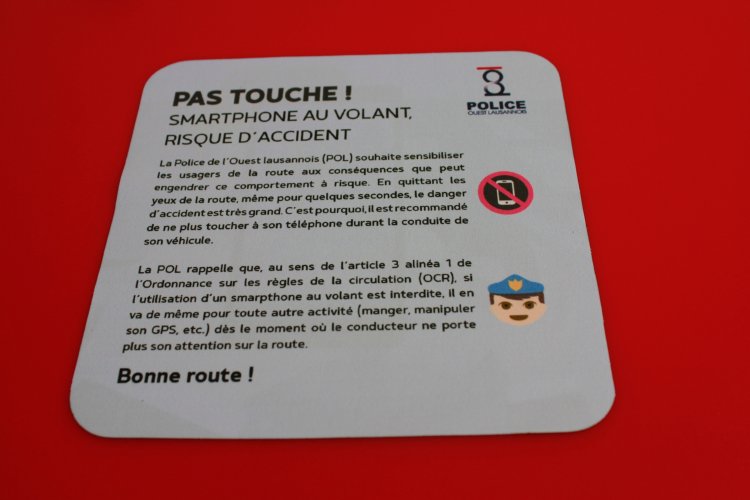 PAS TOUCHE !
SMARTPHONE AU VOLANT,
RISQUE D'ACCIDENT
POLICE
OUEST LAUSANNOIS
La Police de l'Ouest lausannois (POL) souhaite sensibiliser
les usagers de la route aux conséquences que peut
engendrer ce comportement à risque. En quittant les
yeux de la route, même pour quelques secondes, le danger
d'accident est très grand. C'est pourquoi, il est recommandé
de ne plus toucher à son téléphone durant la conduite de
son véhicule.
La POL rappelle que, au sens de l'article 3 alinéa 1 de
l'Ordonnance sur les règles de la circulation (OCR), si
l'utilisation d'un smarpthone au volant est interdite, il en
va de même pour toute autre activité (manger, manipuler
son GPS, etc.) dès le moment où le conducteur ne porte
plus son attention sur la route.
Bonne route !